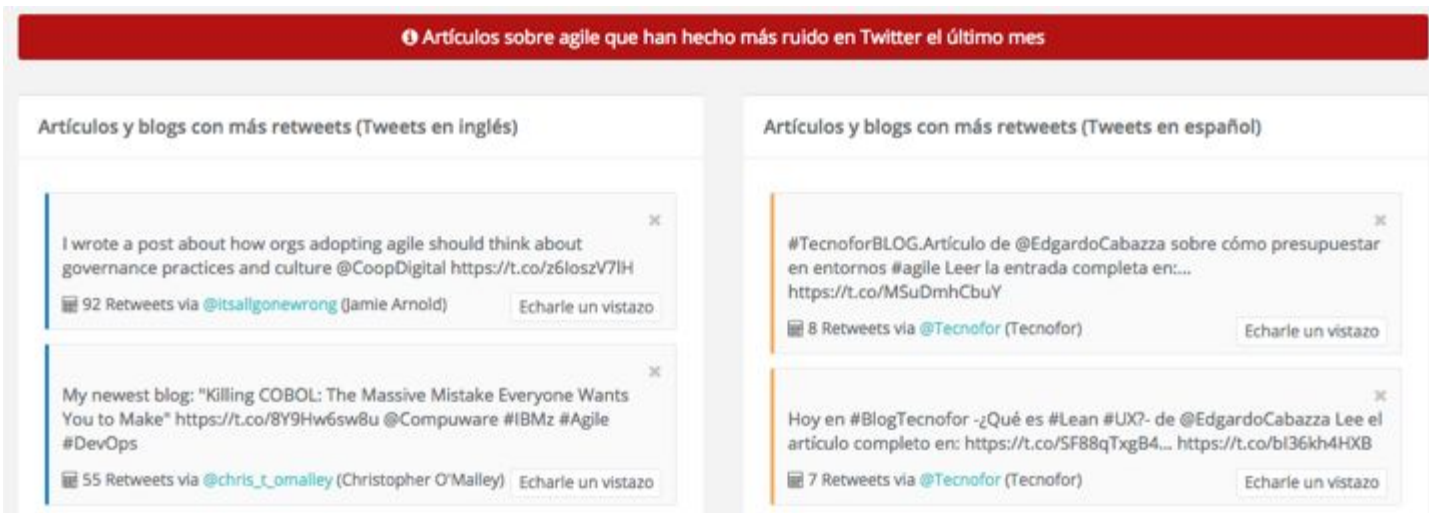 Artículos sobre agile que han hecho más ruido en Twitter el último mes
Artículos y blogs con más retweets (Tweets en inglés)
I wrote a post about how orgs adopting agile should think about
governance practices and culture @CoopDigital https://t.co/z6IoszV7lH
92 Retweets via @itsallgonewrong (Jamie Arnold)
Echarle un vistazo
My newest blog: "Killing COBOL: The Massive Mistake Everyone Wants
You to Make" https://t.co/8Y9Hw6sw8u @Compuware #IBMz #Agile
#DevOps
55 Retweets via @chris_t_omalley (Christopher O'Malley)
Echarle un vistazo
Artículos y blogs con más retweets (Tweets en español)
#TecnoforBLOG.Artículo de @EdgardoCabazza sobre cómo presupuestar
en entornos #agile Leer la entrada completa en:...
https://t.co/MSuDmhCbuY
8 Retweets via @Tecnofor (Tecnofor)
Echarle un vistazo
Hoy en #BlogTecnofor -¿Qué es #Lean #UX?- de @EdgardoCabazza Lee el
artículo completo en: https://t.co/SF88qTxgB4... https://t.co/bI36kh4HXB
7 Retweets via @Tecnofor (Tecnofor)
Echarle un vistazo